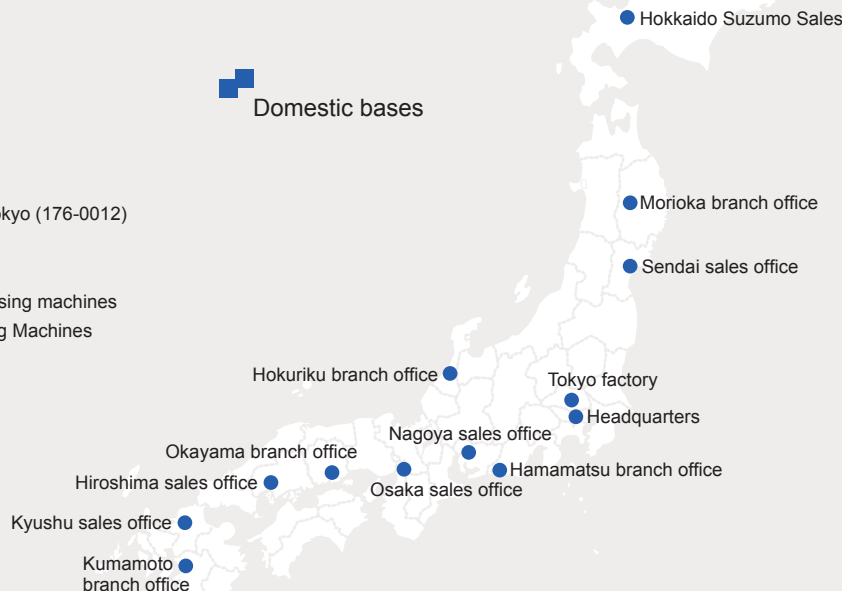 Hokkaido Suzumo Sales
Domestic bases
Morioka branch office
(176-0012)
Sendai sales office
machines
Machines
Hokuriku branch office
Tokyo factory
Headquarters
Nagoya sales office
Okayama branch office
Hamamatsu branch office
Hiroshima sales office
Osaka sales office
Kyushu sales office
Kumamoto
branch office